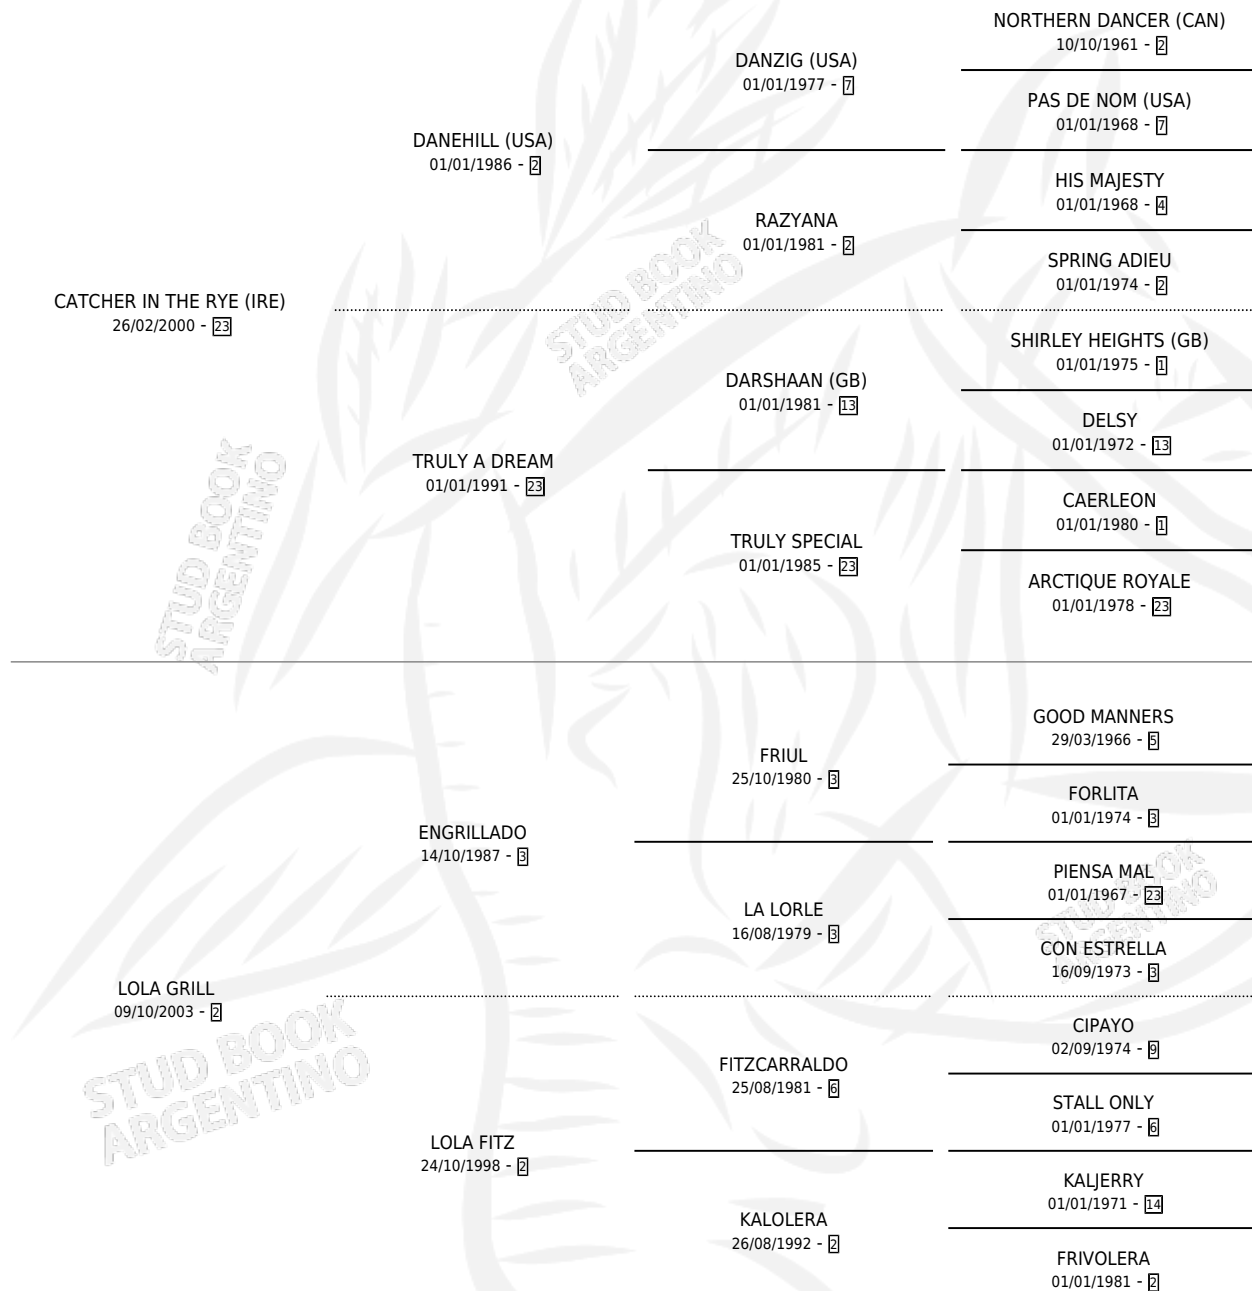 NORTHERN DANCER (CAN)
10/10/1961 - 2
DANZIG (USA)
01/01/1977 - 7
PAS DE NOM (USA)
01/01/1968 - 7
DANEHILL (USA)
01/01/1986 - 2
HIS MAJESTY
01/01/1968 - 4
RAZYANA
01/01/1981 - 2
SPRING ADIEU
01/01/1974 - 2
CATCHER IN THE RYE (IRE)
26/02/2000 - 23
SHIRLEY HEIGHTS (GB)
01/01/1975 - 1
DARSHAAN (GB)
01/01/1981 - 13
DELSY
01/01/1972 - 13
TRULY A DREAM
01/01/1991 - 23
CAERLEON
01/01/1980 - 1
TRULY SPECIAL
01/01/1985 - 23
ARCTIQUE ROYALE
01/01/1978 - 23
GOOD MANNERS
29/03/1966 - 5
FRIUL
25/10/1980 - 3
FORLITA
01/01/1974 - 3
ENGRILLADO
14/10/1987 - 3
PIENSA MAL
01/01/1967 - 23
LA LORLE
16/08/1979 - 3
CON ESTRELLA
16/09/1973 - 3
LOLA GRILL
09/10/2003 - 2
CIPAYO
02/09/1974 - 9
FITZCARRALDO
25/08/1981 - 6
STALL ONLY
01/01/1977 - 6
LOLA FITZ
24/10/1998 - 2
KALJERRY
01/01/1971 - 14
KALOLERA
26/08/1992 - 2
FRIVOLERA
01/01/1981 - 2
STUD BOOK
ARGENTINO
STUD BOOK
ARGENTINO
STUD BOOK
ARGENTINO
STUD BOOK
ARGENTINO